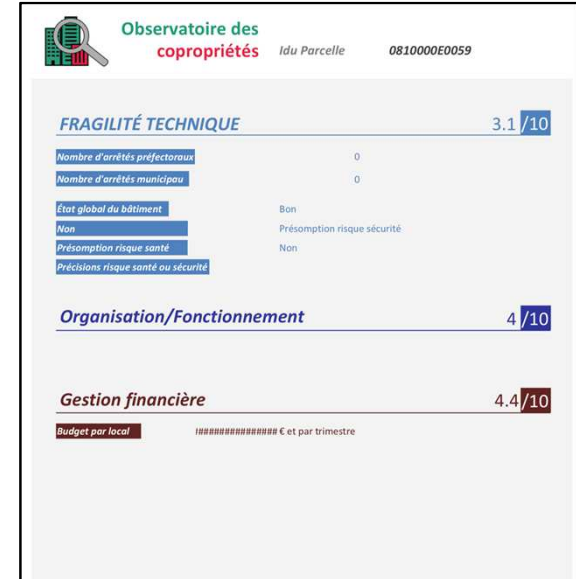 Observatoire des
copropriétés Idu Parcelle 0810000E0059
FRAGILITÉ TECHNIQUE 3.1 /10
Nombre d'arrêtés préfectoraux 0
Nombre d'arrêtés municipau 0
État global du bâtiment Bon
Non Présomption risque sécurité
Présomption risque santé Non
Précisions risque santé ou sécurité
Organisation/Fonctionnement 4 /10
Gestion financière 4.4 /10
Budget par local ################ € et par trimestre